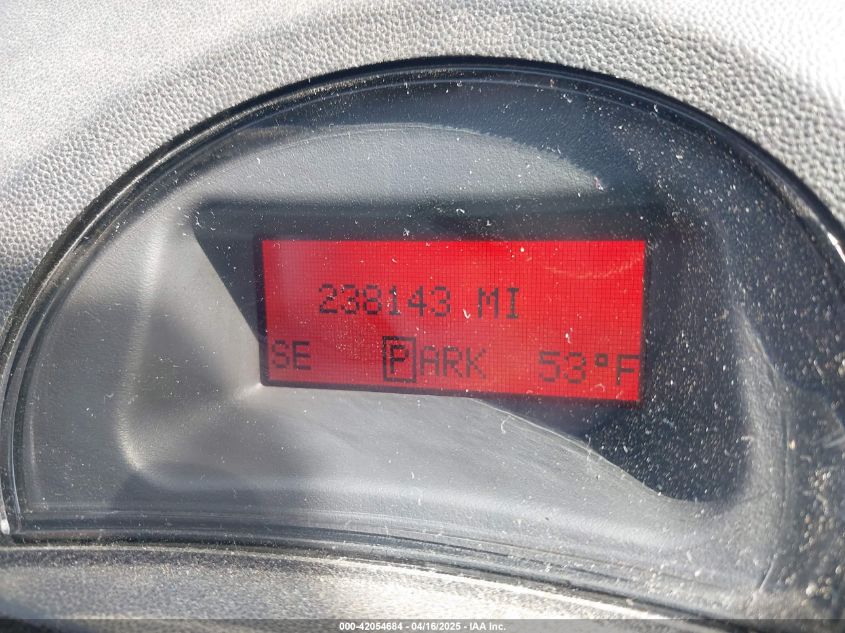 238143 MI
SE PARK 53°F
000-42054684 - 04/16/2025 - IAA Inc.